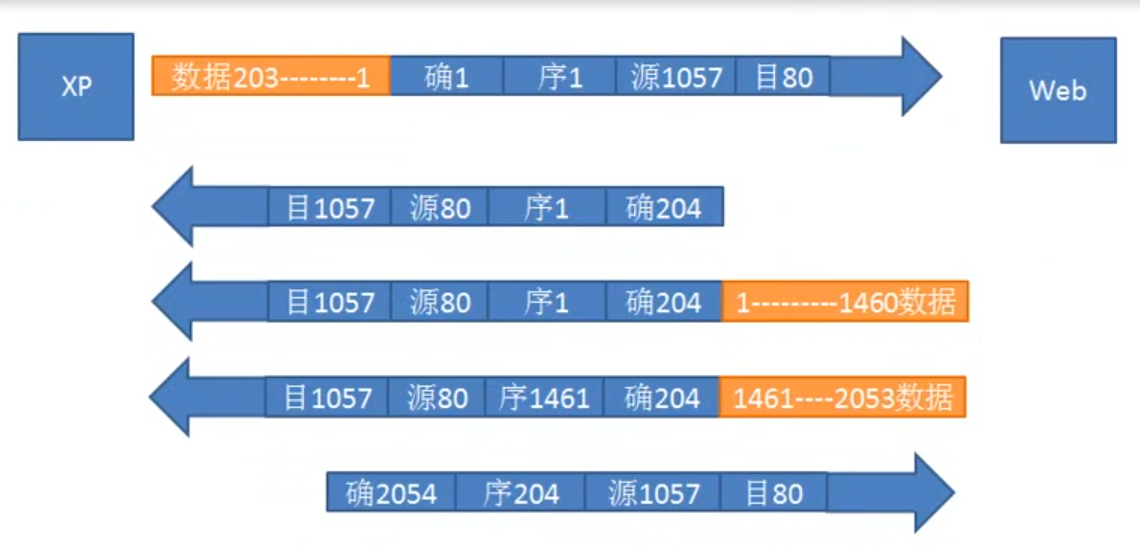 XP 数据203--------1 确1 序1 源1057 目80 Web
目1057 源80 序1 确204
目1057 源80 序1 确204 1---------1460数据
目1057 源80 序1461 确204 1461----2053数据
确2054 序204 源1057 目80